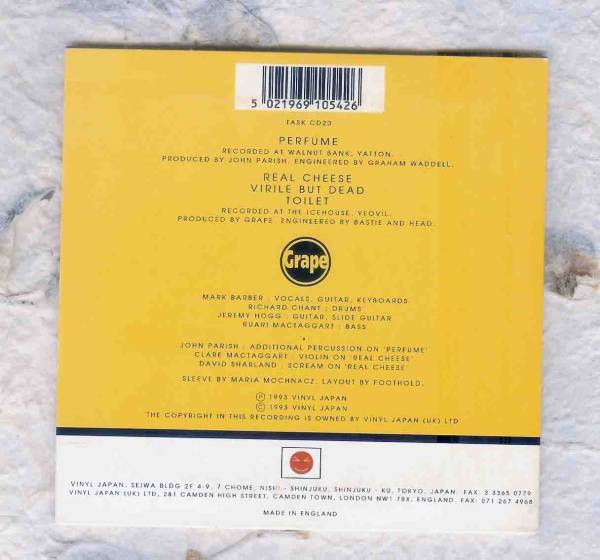 5 021969 105426
TASK CD20
PERFUME
RECORDED AT WALNUT BANK, YATTON.
PRODUCED BY JOHN PARISH. ENGINEERED BY GRAHAM WADDELL.
REAL CHEESE
VIRILE BUT DEAD
TOILET
RECORDED AT THE ICEHOUSE, YEOVIL.
PRODUCED BY GRAPE. ENGINEERED BY BASTIE AND HEAD.
Grape
MARK BARBER : VOCALS, GUITAR, KEYBOARDS
RICHARD CHANT : DRUMS
JEREMY HOGG : GUITAR, SLIDE GUITAR
RUARI MACTAGGART : BASS
•
JOHN PARISH : ADDITIONAL PERCUSSION ON 'PERFUME'
CLARE MACTAGGART : VIOLIN ON 'REAL CHEESE'
DAVID SHARLAND : SCREAM ON 'REAL CHEESE'
SLEEVE BY MARIA MOCHNACZ. LAYOUT BY FOOTHOLD.
Ⓟ 1993 VINYL JAPAN
© 1993 VINYL JAPAN
THE COPYRIGHT IN THIS RECORDING IS OWNED BY VINYL JAPAN (UK) LTD
VINYL JAPAN, SEIWA BLDG 2F 4-9, 7 CHOME, NISHI - SHINJUKU, SHINJUKU - KU, TOKYO, JAPAN. FAX: 3 3365 0779
VINYL JAPAN (UK) LTD, 281 CAMDEN HIGH STREET, CAMDEN TOWN, LONDON NW1 7BX, ENGLAND. FAX: 071 267 4968
MADE IN ENGLAND